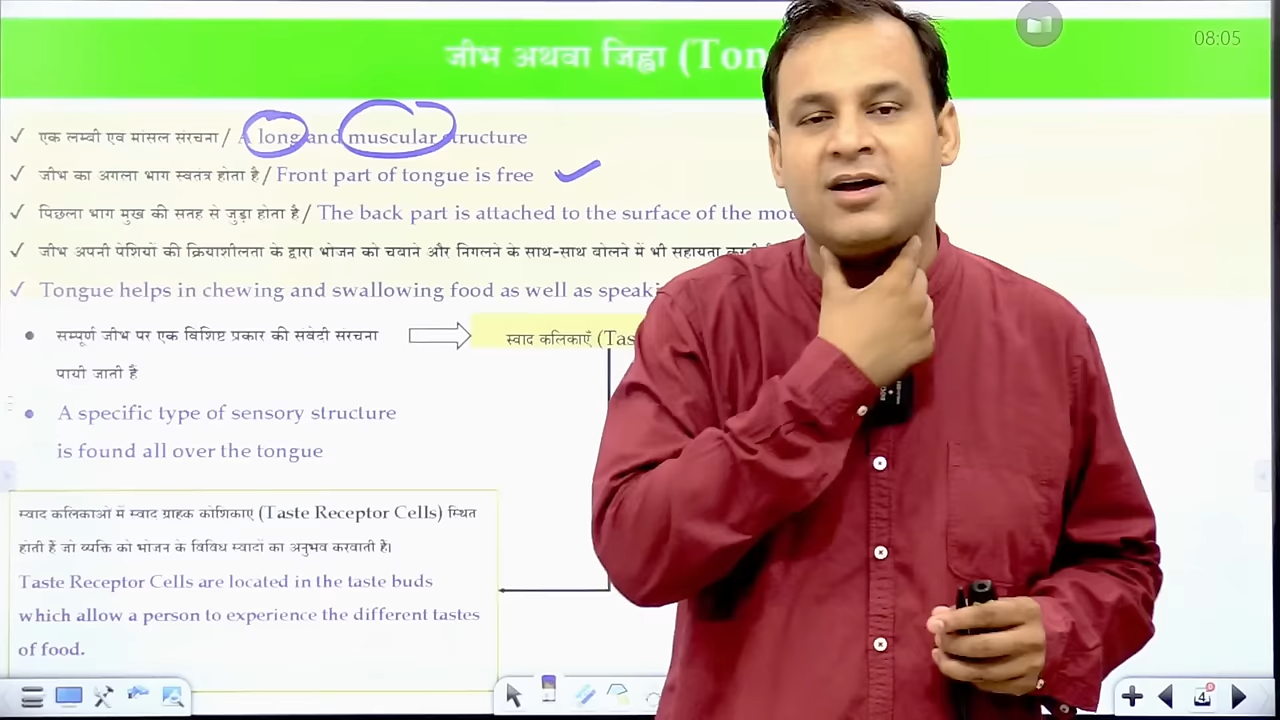 08:05
जीभ अथवा जिह्वा (Ton
✓ एक लम्बी एवं मांसल संरचना / A long and muscular structure
✓ जीभ का अगला भाग स्वतंत्र होता है / Front part of tongue is free
✓ पिछला भाग मुख की सतह से जुड़ा होता है / The back part is attached to the surface of the mou
✓ जीभ अपनी पेशियों की क्रियाशीलता के द्वारा भोजन को चबाने और निगलने के साथ-साथ बोलने में भी सहायता करती
✓ Tongue helps in chewing and swallowing food as well as speaki
• सम्पूर्ण जीभ पर एक विशिष्ट प्रकार की संवेदी संरचना
पायी जाती है
स्वाद कलिकाएँ (Tas
• A specific type of sensory structure
is found all over the tongue
स्वाद कलिकाओं में स्वाद ग्राहक कोशिकाएं (Taste Receptor Cells) स्थित
होती हैं जो व्यक्ति को भोजन के विविध स्वादों का अनुभव करवाती है।
Taste Receptor Cells are located in the taste buds
which allow a person to experience the different tastes
of food.
4